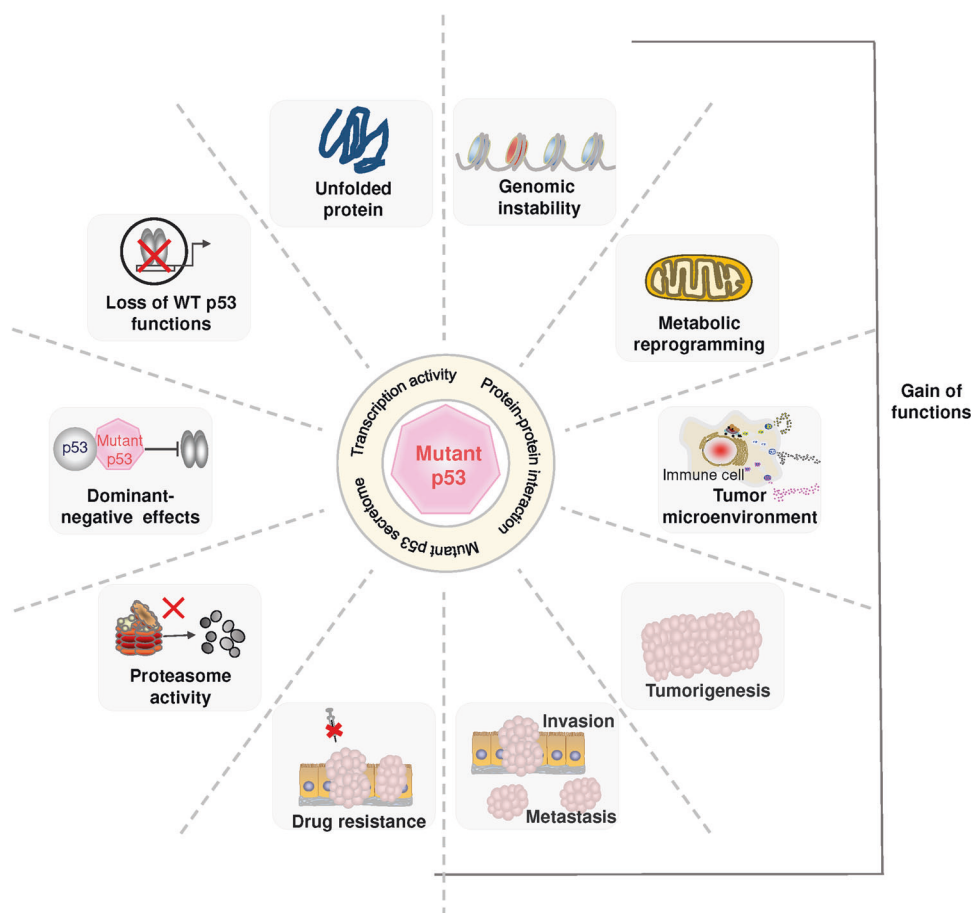 Unfolded
protein
Genomic
instability
Loss of WT p53
functions
Metabolic
reprogramming
Gain of
functions
Transcription activity
Protein-protein interaction
Mutant p53 secretome
Mutant
p53
p53
Mutant
p53
Dominant-
negative effects
Immune cell
Tumor
microenvironment
Proteasome
activity
Tumorigenesis
Drug resistance
Invasion
Metastasis